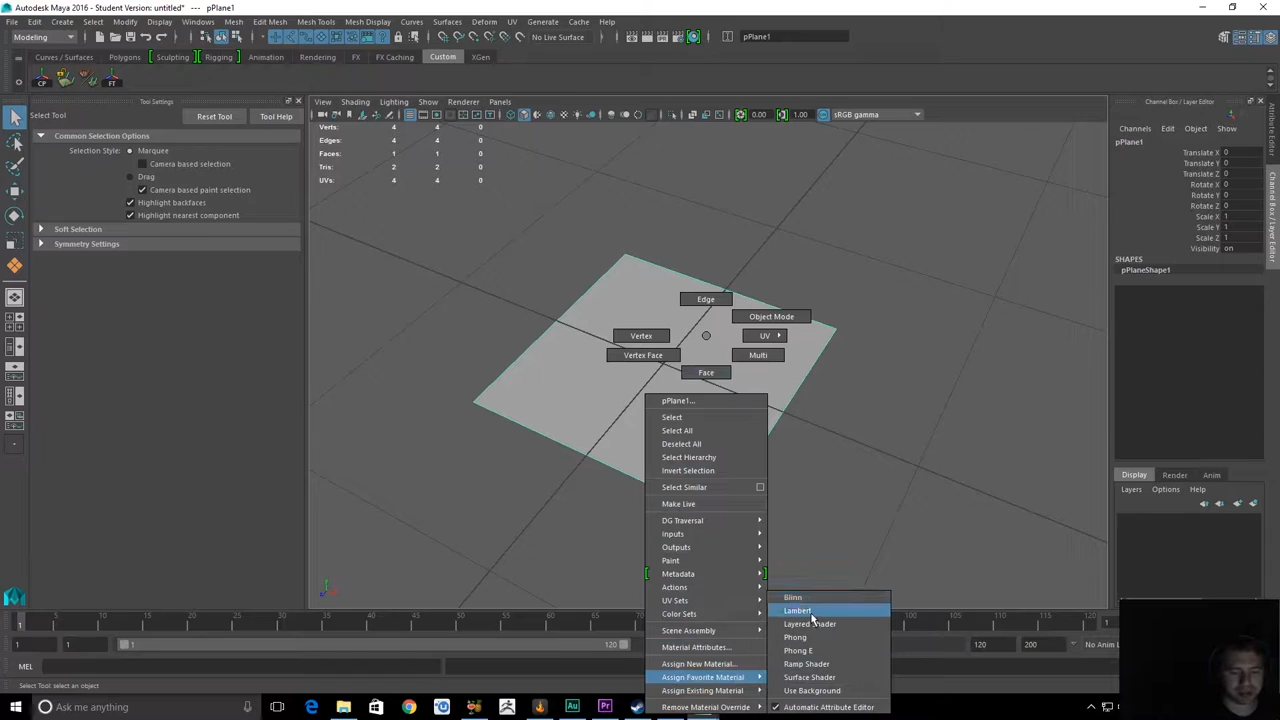 Autodesk Maya 2016 - Student Version: untitled* - pPlane1
File Edit Create Select Modify Display Windows Mesh Edit Mesh Mesh Tools Mesh Display Curves Surfaces Deform UV Generate Cache Help
Modeling No Live Surface pPlane1
Curves / Surfaces Polygons Sculpting Rigging Animation Rendering FX FX Caching Custom XGen
CP FT
Tool Settings
Select Tool Reset Tool Tool Help
Common Selection Options
Selection Style: Marquee
Camera based selection
Drag
Camera based paint selection
Highlight backfaces
Highlight nearest component
Soft Selection
Symmetry Settings
View Shading Lighting Show Renderer Panels
0.00 1.00 sRGB gamma
Verts: 4 4 0
Edges: 4 4 0
Faces: 1 1 0
Tris: 2 2 0
UVs: 4 4 0
Edge
Object Mode
Vertex UV
Vertex Face Multi
Face
pPlane1...
Select
Select All
Deselect All
Select Hierarchy
Invert Selection
Select Similar
Make Live
DG Traversal
Inputs
Outputs
Paint
Metadata
Actions
UV Sets
Color Sets
Scene Assembly
Material Attributes...
Assign New Material...
Assign Favorite Material
Assign Existing Material
Remove Material Override
Blinn
Lambert
Layered Shader
Phong
Phong E
Ramp Shader
Surface Shader
Use Background
Automatic Attribute Editor
Channel Box / Layer Editor
Channels Edit Object Show
pPlane1
Translate X 0
Translate Y 0
Translate Z 0
Rotate X 0
Rotate Y 0
Rotate Z 0
Scale X 1
Scale Y 1
Scale Z 1
Visibility on
SHAPES
pPlaneShape1
Attribute Editor
Channel Box / Layer Editor
Display Render Anim
Layers Options Help
1 1 1 120 120
No Anim L
MEL
Select Tool: select an object
Ask me anything